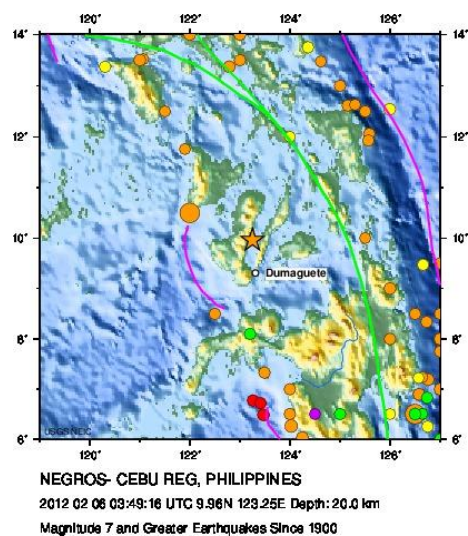 120° 122° 124° 126°
14° 14°
12° 12°
10° 10°
Dumaguete
8° 8°
6° 6°
USGS NEIC
120° 122° 124° 126°
NEGROS- CEBU REG, PHILIPPINES
2012 02 06 03:49:16 UTC 9.96N 123.25E Depth: 20.0 km
Magnitude 7 and Greater Earthquakes Since 1900